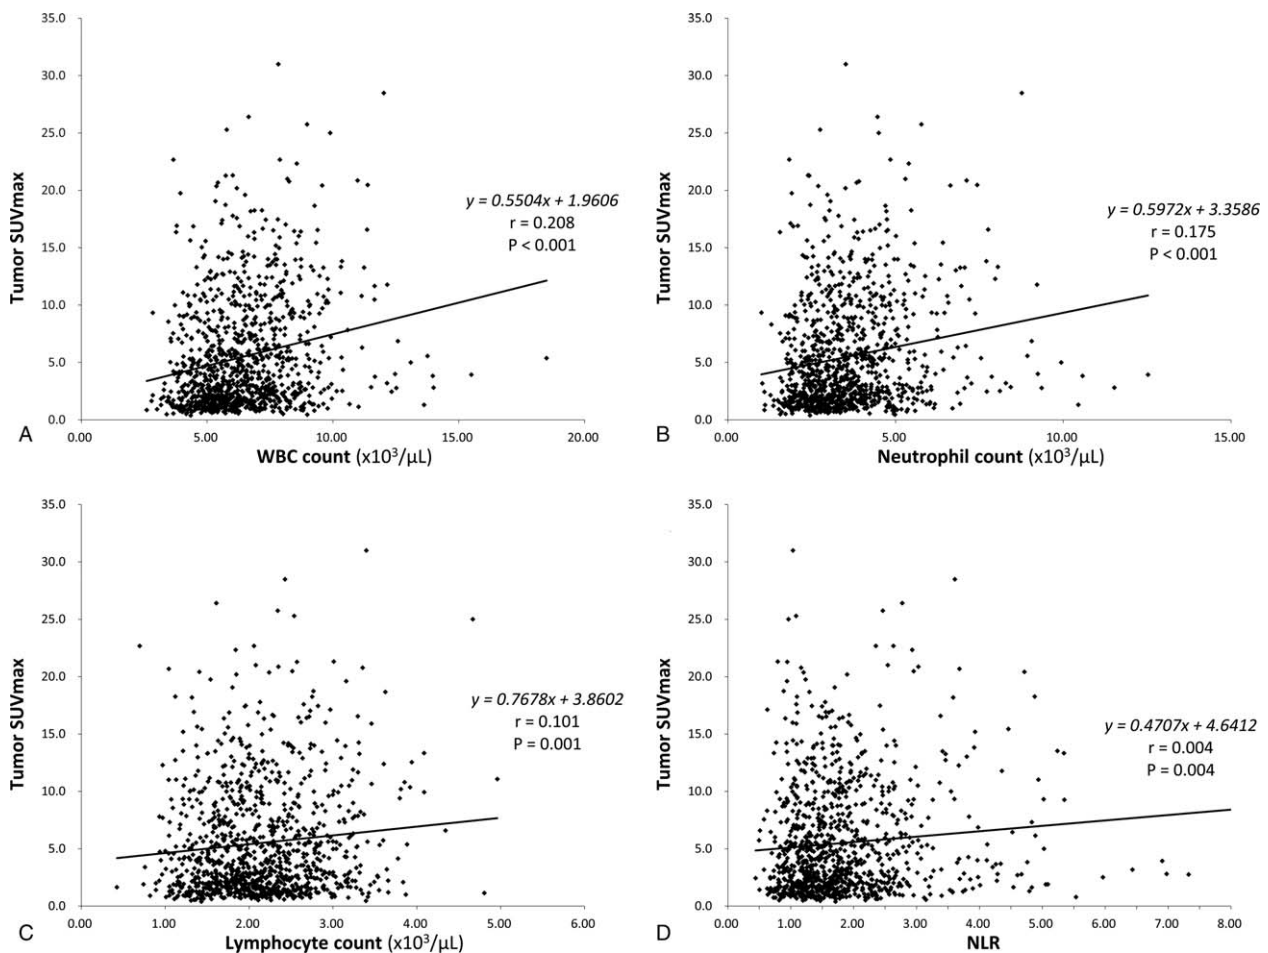 35.0
30.0
25.0
20.0
15.0
10.0
5.0
0.0
Tumor SUVmax
y = 0.5504x + 1.9606
r = 0.208
P < 0.001
0.00 5.00 10.00 15.00 20.00
A
WBC count (x10³/µL)
35.0
30.0
25.0
20.0
15.0
10.0
5.0
0.0
Tumor SUVmax
y = 0.5972x + 3.3586
r = 0.175
P < 0.001
0.00 5.00 10.00 15.00
B
Neutrophil count (x10³/µL)
35.0
30.0
25.0
20.0
15.0
10.0
5.0
0.0
Tumor SUVmax
y = 0.7678x + 3.8602
r = 0.101
P = 0.001
0.00 1.00 2.00 3.00 4.00 5.00 6.00
C
Lymphocyte count (x10³/µL)
35.0
30.0
25.0
20.0
15.0
10.0
5.0
0.0
Tumor SUVmax
y = 0.4707x + 4.6412
r = 0.004
P = 0.004
0.00 1.00 2.00 3.00 4.00 5.00 6.00 7.00 8.00
D
NLR